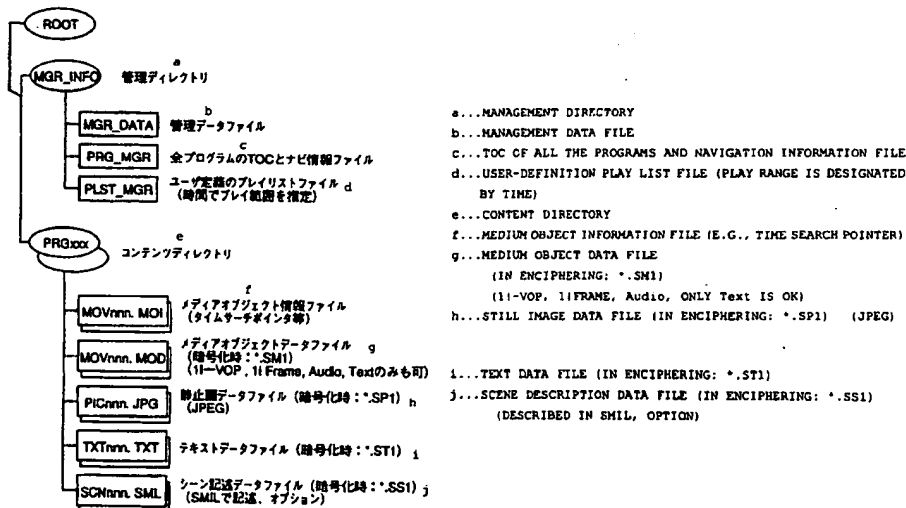 ROOT
a
MGR_INFO 管理ディレクトリ
b
MGR_DATA 管理データファイル
c
PRG_MGR 全プログラムのTOCとナビ情報ファイル
PLST_MGR ユーザ定義のプレイリストファイル d
(時間でプレイ範囲を指定)
PRGxxx e
コンテンツディレクトリ
f
MOVnnn. MOI メディアオブジェクト情報ファイル
(タイムサーチポインタ等)
MOVnnn. MOD メディアオブジェクトデータファイル g
(暗号化時:*.SM1)
(1I−VOP , 1I Frame, Audio, Textのみも可)
PICnnn. JPG 静止画データファイル (暗号化時:*.SP1) h
(JPEG)
TXTnnn. TXT テキストデータファイル (暗号化時:*.ST1) i
SCNnnn. SML シーン記述データファイル (暗号化時:*.SS1) j
(SMILで記述、オプション)
a...MANAGEMENT DIRECTORY
b...MANAGEMENT DATA FILE
c...TOC OF ALL THE PROGRAMS AND NAVIGATION INFORMATION FILE
d...USER-DEFINITION PLAY LIST FILE (PLAY RANGE IS DESIGNATED
BY TIME)
e...CONTENT DIRECTORY
f...MEDIUM OBJECT INFORMATION FILE (E.G., TIME SEARCH POINTER)
g...MEDIUM OBJECT DATA FILE
(IN ENCIPHERING: *.SM1)
(1I-VOP, 1IFRAME, Audio, ONLY Text IS OK)
h...STILL IMAGE DATA FILE (IN ENCIPHERING: *.SP1) (JPEG)
i...TEXT DATA FILE (IN ENCIPHERING: *.ST1)
j...SCENE DESCRIPTION DATA FILE (IN ENCIPHERING: *.SS1)
(DESCRIBED IN SMIL, OPTION)